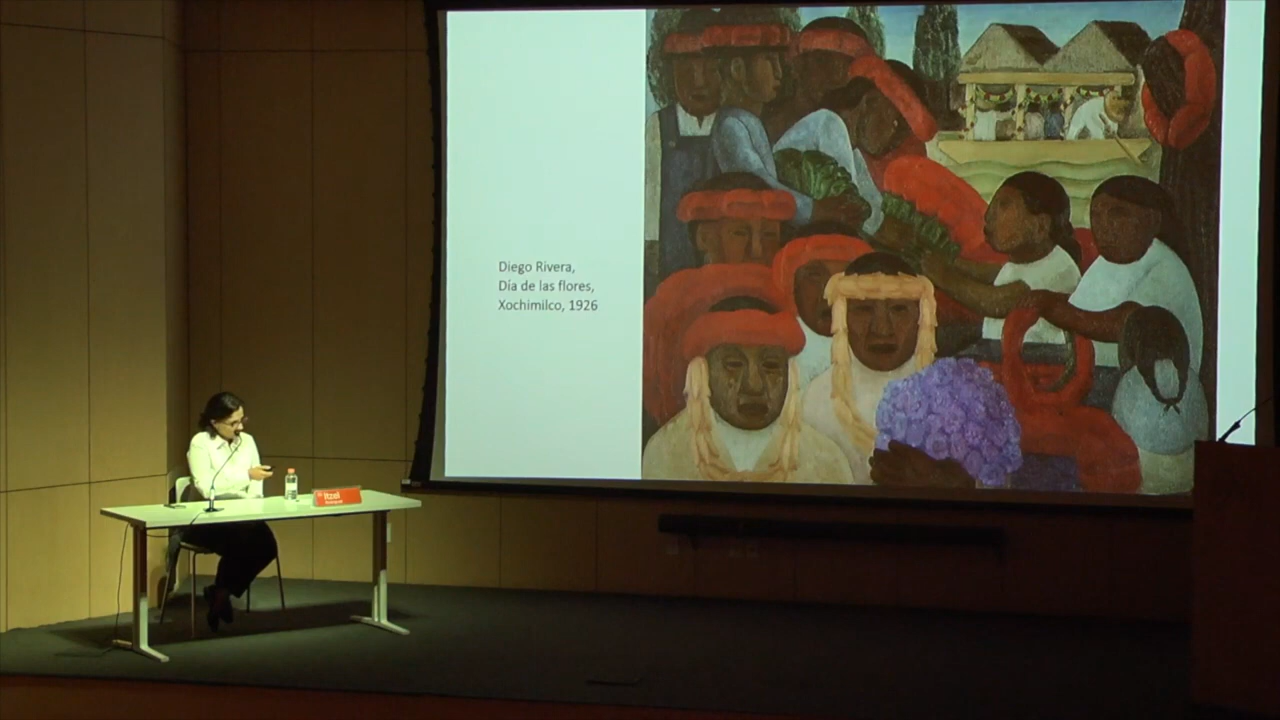 Diego Rivera,
Día de las flores,
Xochimilco, 1926
Itzel